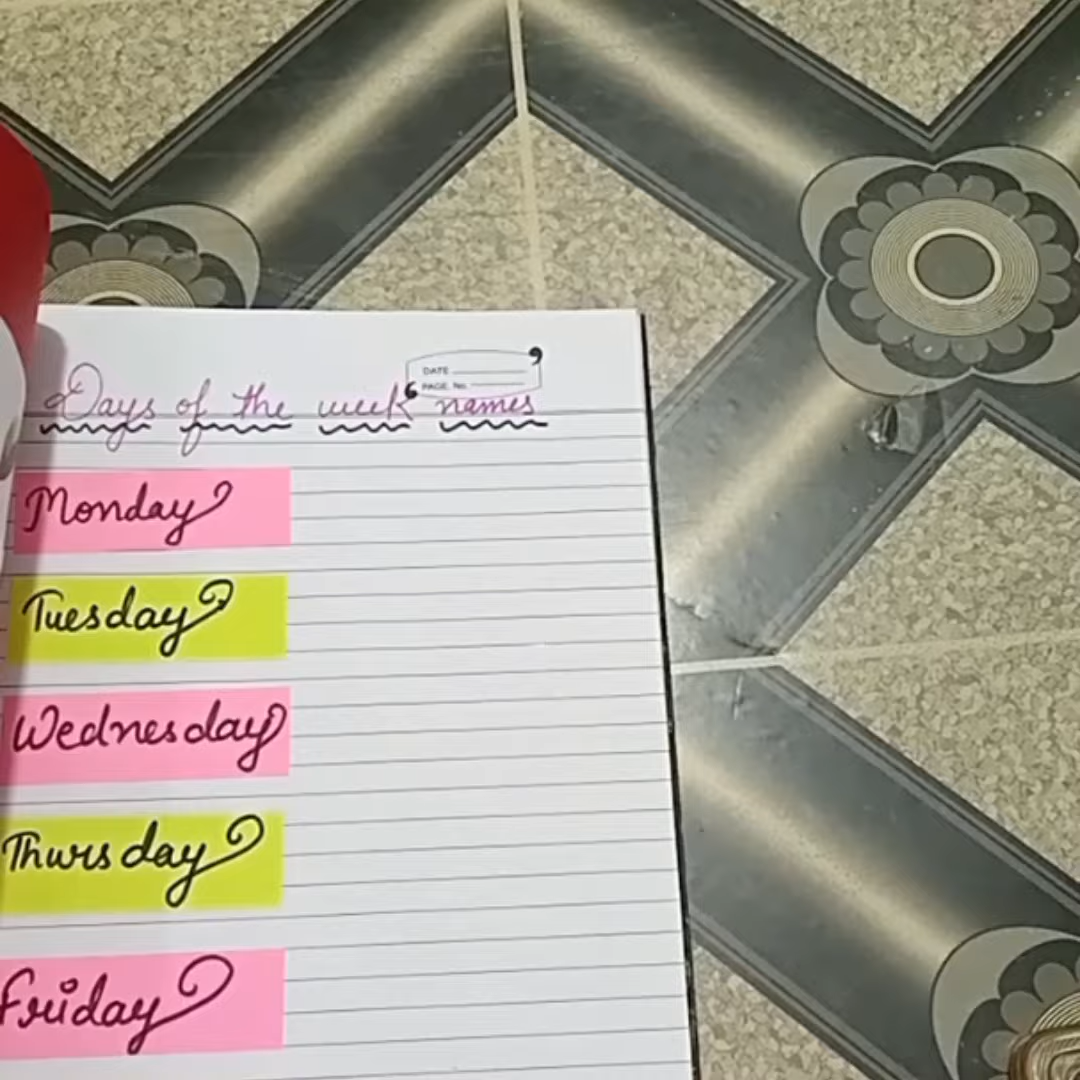 DATE
PAGE. No.
Days of the week names
Monday
Tuesday
Wednesday
Thursday
Friday